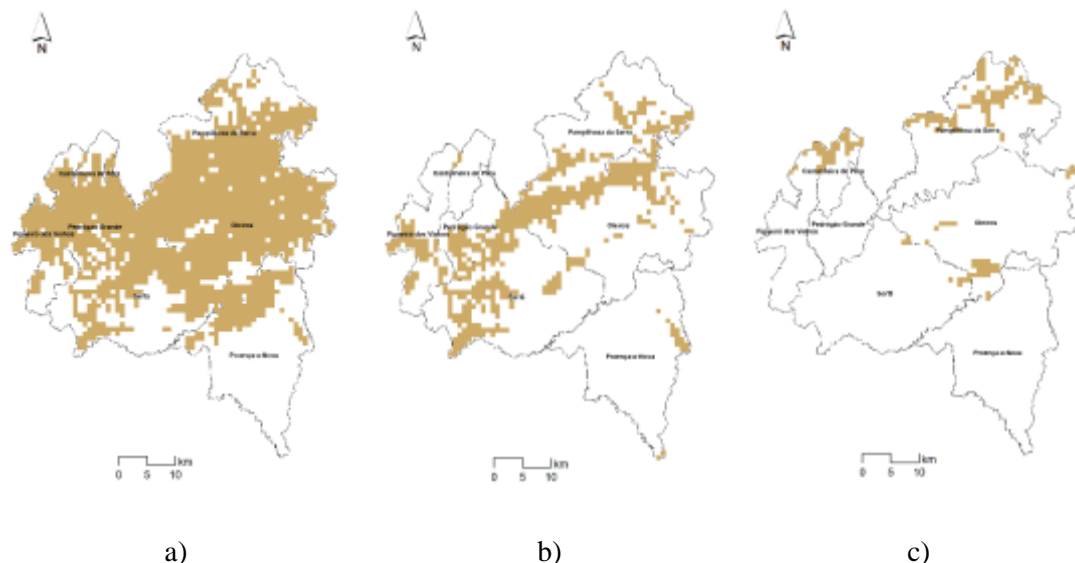 N
N
N
Pampilhosa da Serra
Castanheira de Pêra
Pedrógão Grande
Figueiró dos Vinhos
Oleiros
Sertã
Proença a Nova
km
0 5 10
Pampilhosa da Serra
Castanheira de Pêra
Pedrógão Grande
Figueiró dos Vinhos
Oleiros
Sertã
Proença a Nova
km
0 5 10
Pampilhosa da Serra
Castanheira de Pêra
Pedrógão Grande
Figueiró dos Vinhos
Oleiros
Sertã
Proença a Nova
km
0 5 10
a)
b)
c)